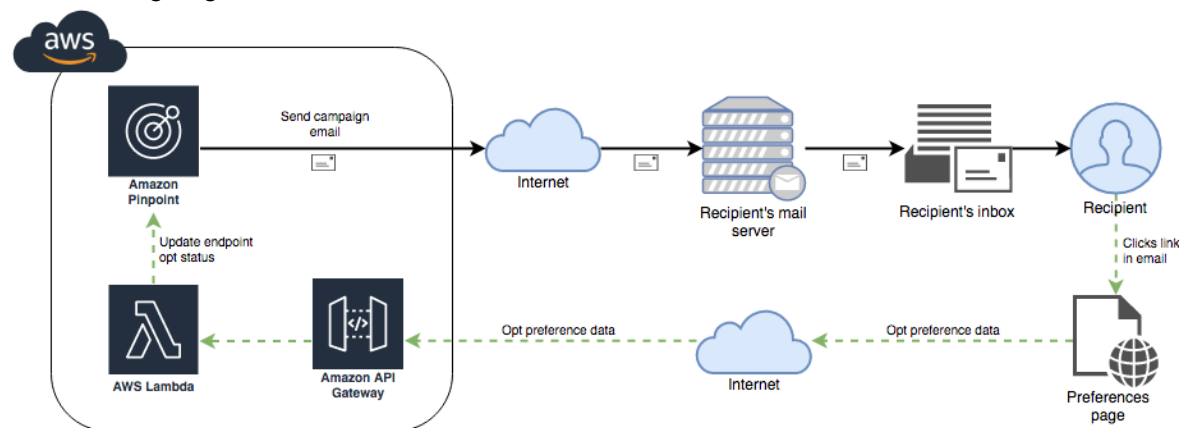 aws
Send campaign
email
Amazon
Pinpoint
Internet
Recipient's mail
server
Recipient's inbox
Recipient
Update endpoint
opt status
Clicks link
in email
Opt preference data
Opt preference data
AWS Lambda
Amazon API
Gateway
Internet
Preferences
page